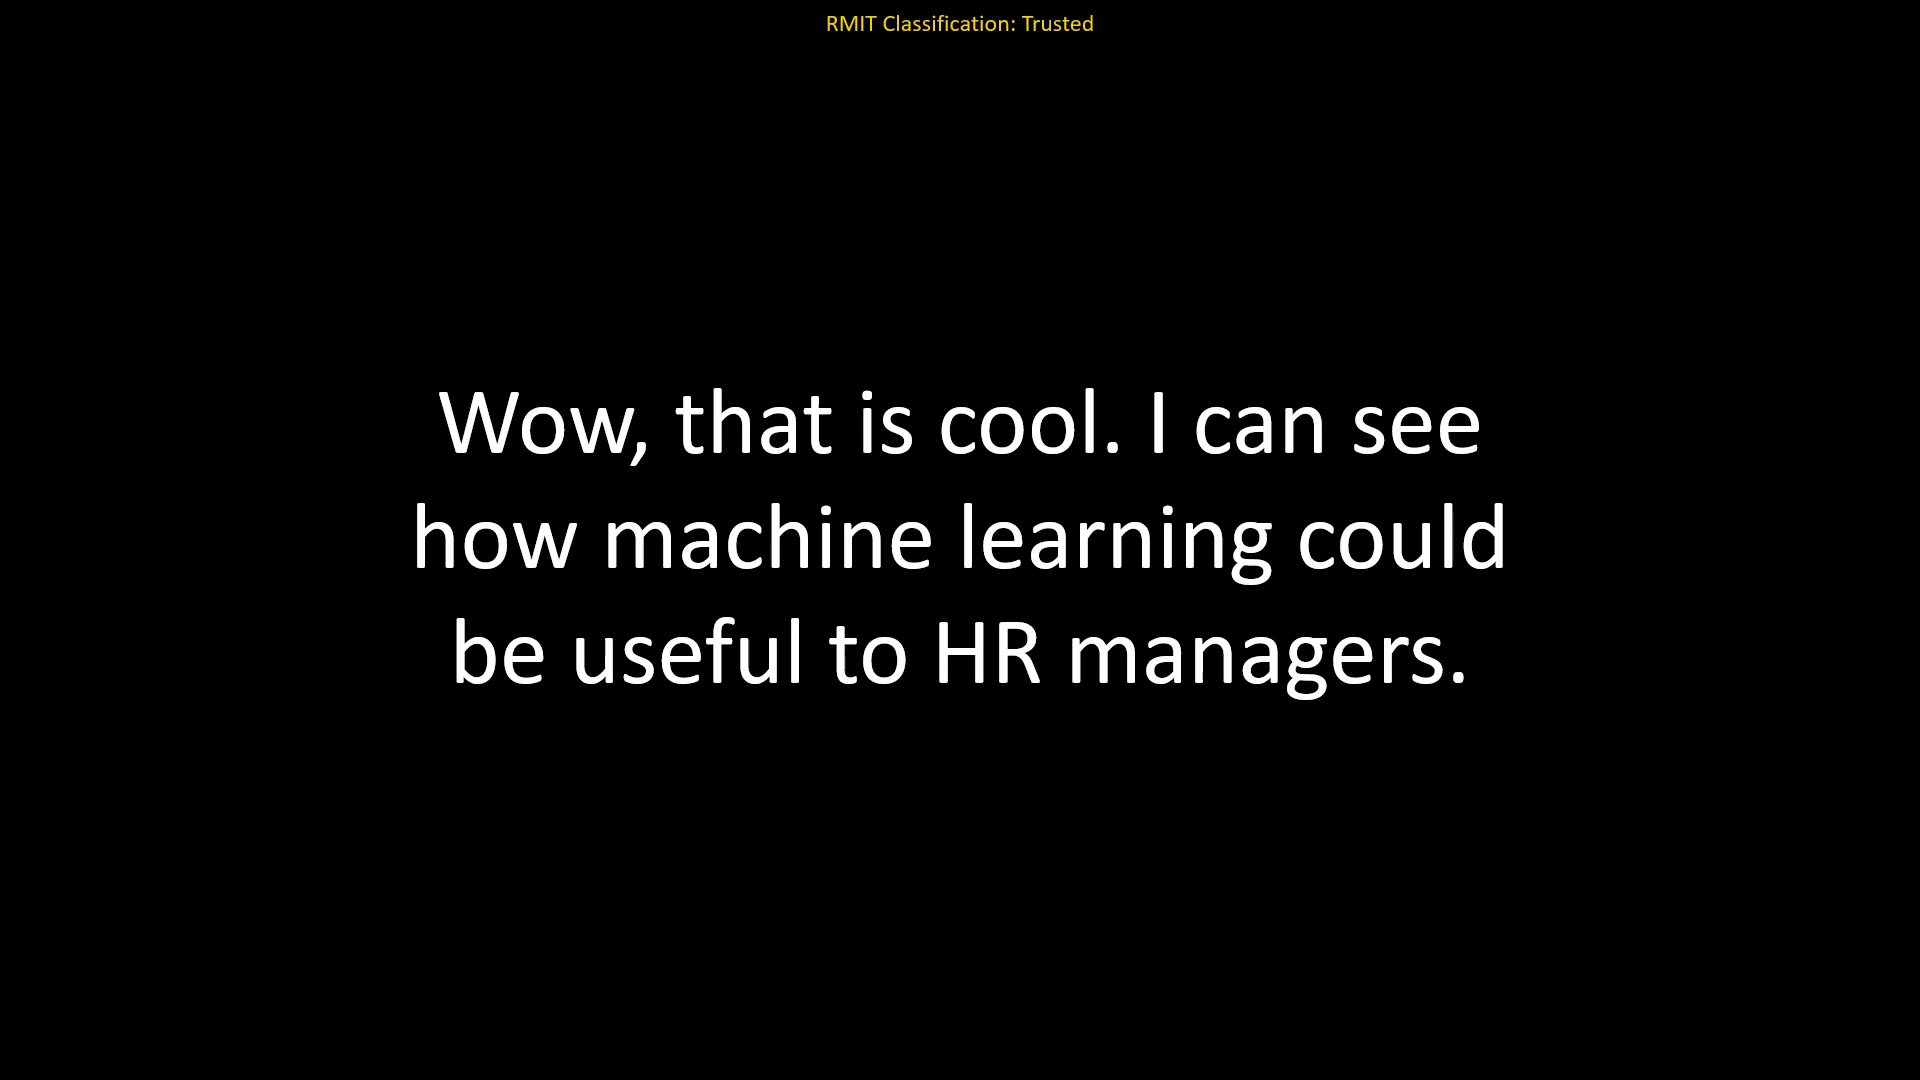 RMIT Classification: Trusted
Wow, that is cool. I can see
how machine learning could
be useful to HR managers.